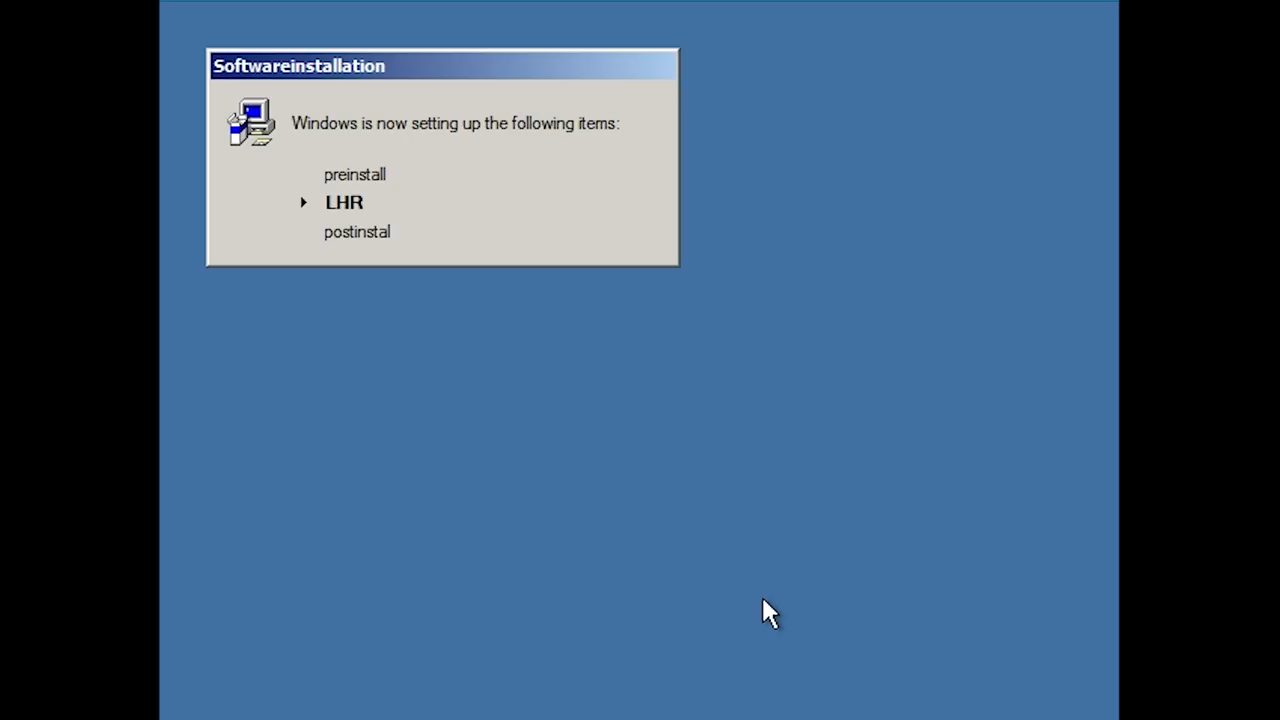 Softwareinstallation
Windows is now setting up the following items:
preinstall
LHR
postinstal